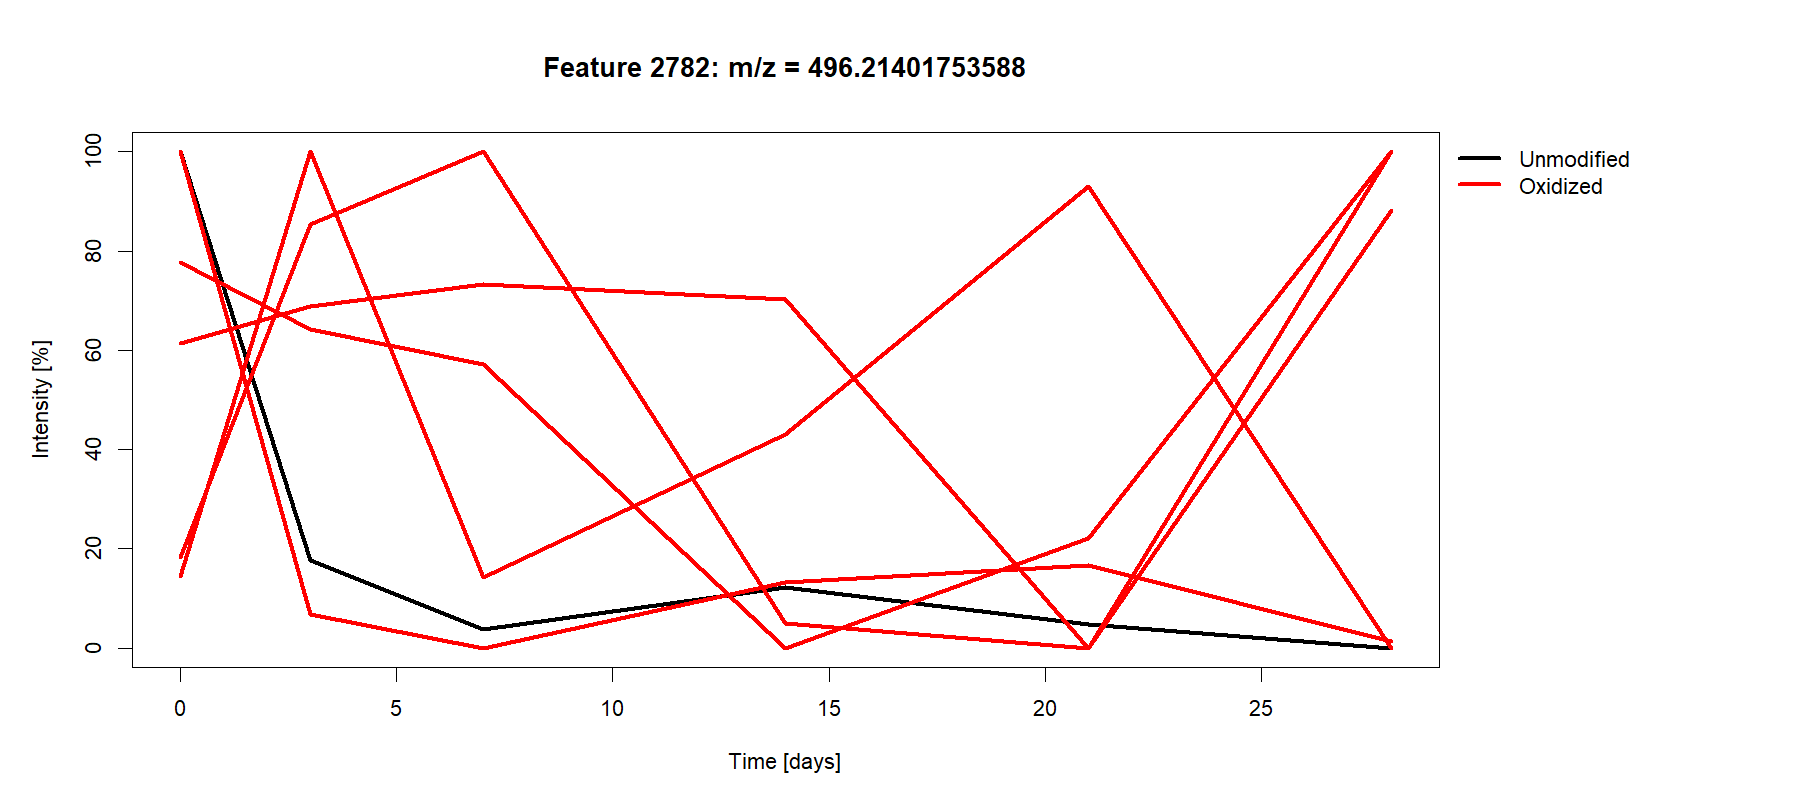 Feature 2782: m/z = 496.21401753588
Unmodified
Oxidized
Intensity [%]
100
80
60
40
20
0
0 5 10 15 20 25
Time [days]